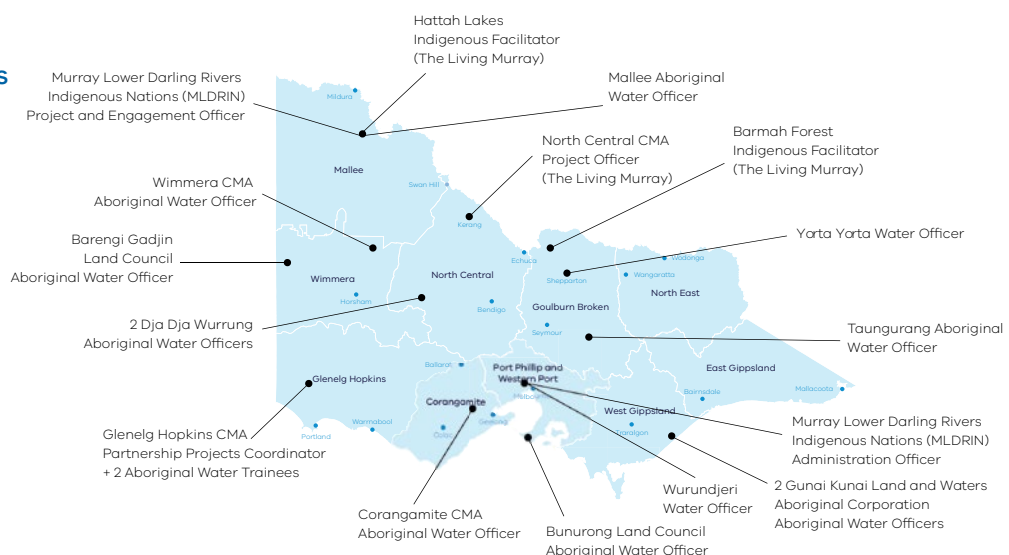 s
Hattah Lakes
Indigenous Facilitator
(The Living Murray)
Murray Lower Darling Rivers
Indigenous Nations (MLDRIN)
Project and Engagement Officer
Mallee Aboriginal
Water Officer
North Central CMA
Project Officer
(The Living Murray)
Barmah Forest
Indigenous Facilitator
(The Living Murray)
Wimmera CMA
Aboriginal Water Officer
Barengi Gadjin
Land Council
Aboriginal Water Officer
Yorta Yorta Water Officer
2 Dja Dja Wurrung
Aboriginal Water Officers
Taungurang Aboriginal
Water Officer
Glenelg Hopkins CMA
Partnership Projects Coordinator
+ 2 Aboriginal Water Trainees
Murray Lower Darling Rivers
Indigenous Nations (MLDRIN)
Administration Officer
Wurundjeri
Water Officer
2 Gunai Kunai Land and Waters
Aboriginal Corporation
Aboriginal Water Officers
Corangamite CMA
Aboriginal Water Officer
Bunurong Land Council
Aboriginal Water Officer
Mildura
Mallee
Swan Hill
Kerang
Echuca
Wodonga
Wangaratta
Shepparton
North Central
Wimmera
North East
Horsham
Bendigo
Goulburn Broken
Seymour
Ballarat
Port Phillip and
Western Port
East Gippsland
Glenelg Hopkins
Mallacoota
Bairnsdale
Corangamite
Melbourne
West Gippsland
Geelong
Warrnabool
Portland
Colac
Traralgon